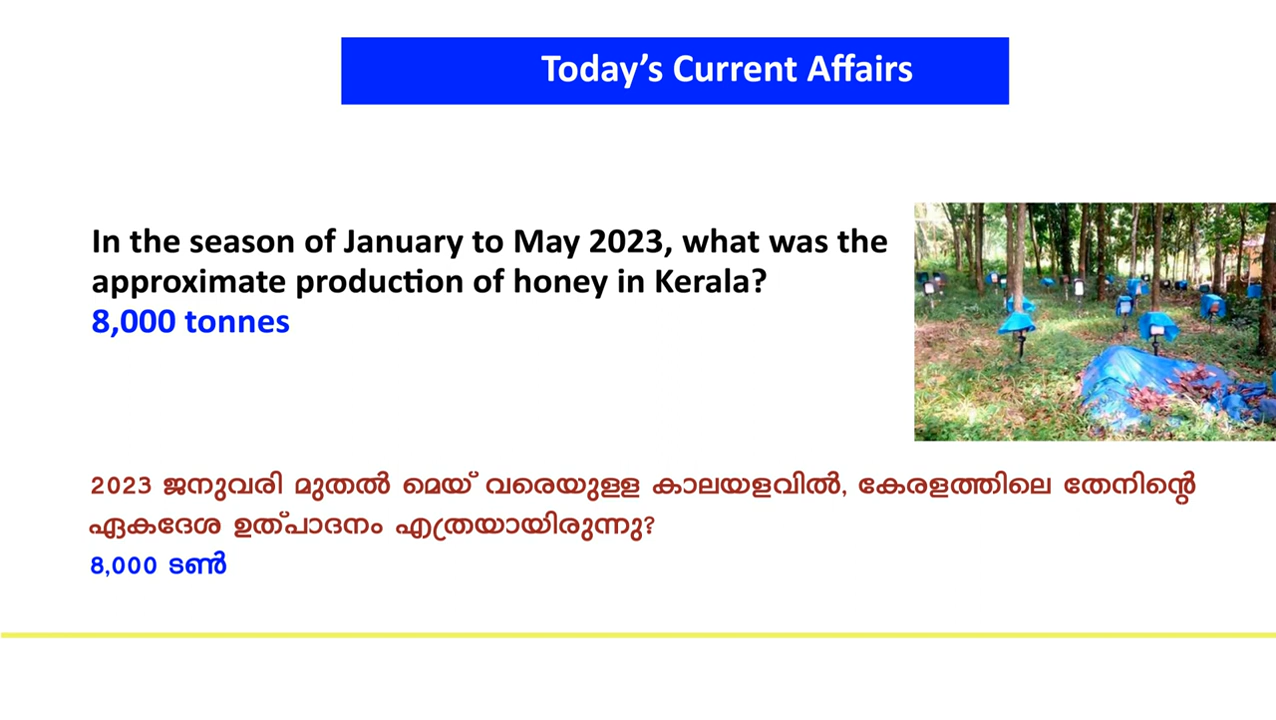 Today’s Current Affairs
In the season of January to May 2023, what was the
approximate production of honey in Kerala?
8,000 tonnes
2023 ജനുവരി മുതൽ മെയ് വരെയുളള കാലയളവിൽ, കേരളത്തിലെ തേനിന്റെ
ഏകദേശ ഉത്പാദനം എത്രയായിരുന്നു?
8,000 ടൺ